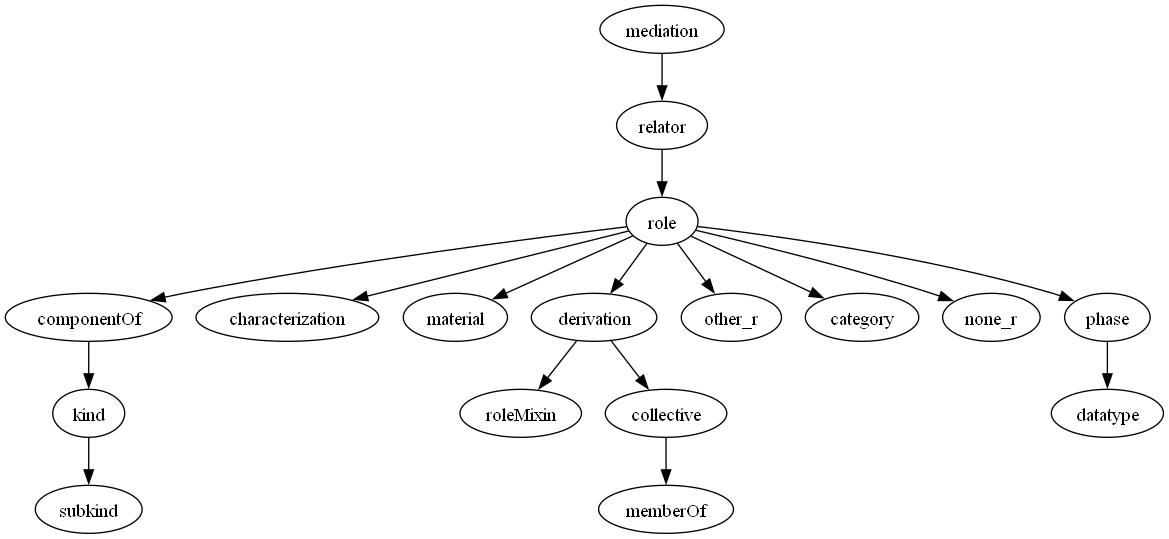 mediation
relator
role
componentOf
characterization
material
derivation
other_r
category
none_r
phase
kind
roleMixin
collective
datatype
subkind
memberOf